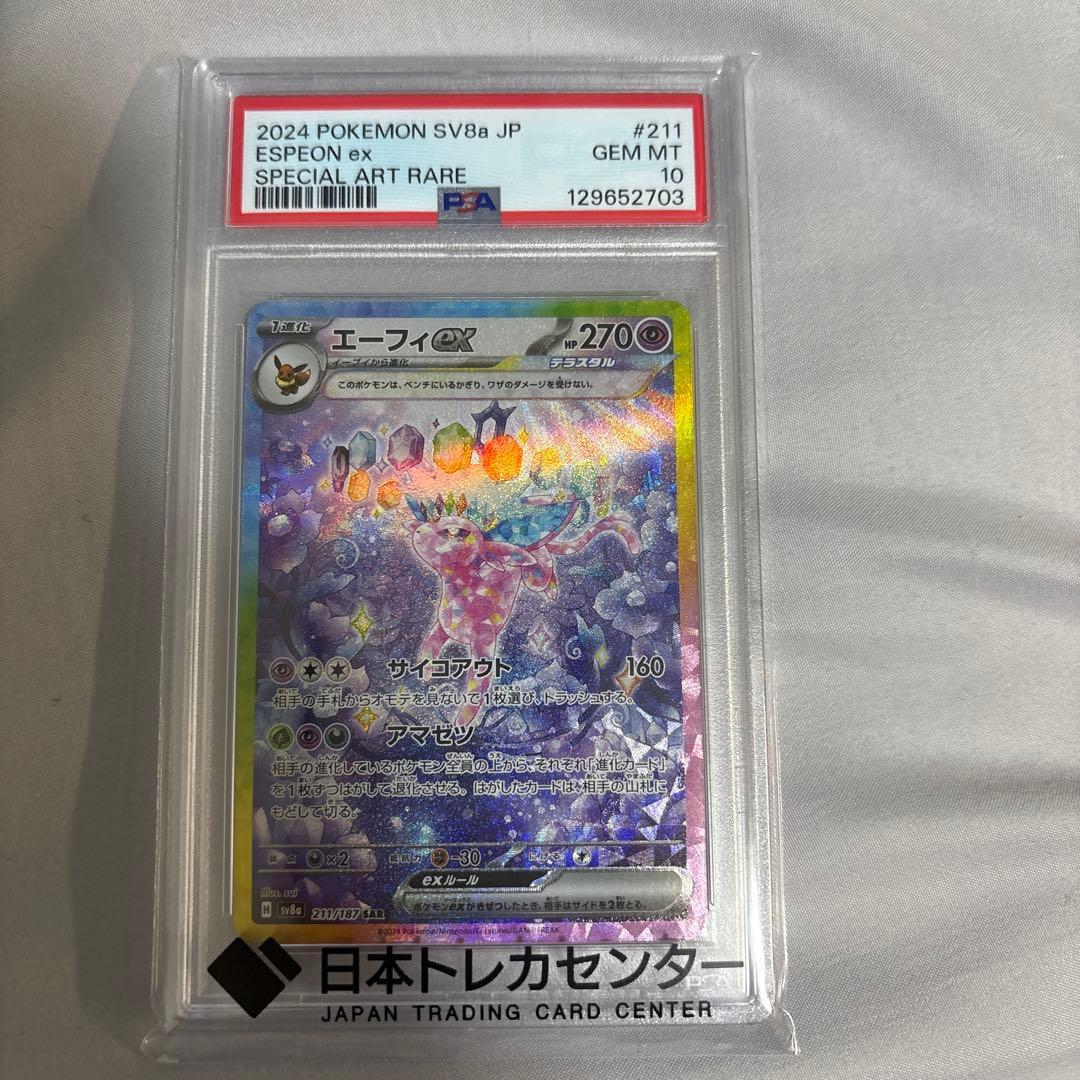 2024 POKEMON SV8a JP #211
ESPEON ex GEM MT
SPECIAL ART RARE 10
PSA 129652703
1進化 エーフィex HP270
イーブイから進化 テラスタル
このポケモンは、ベンチにいるかぎり、ワザのダメージを受けない。
サイコアウト 160
相手の手札からオモテを見ないで1枚選び、トラッシュする。
アマゼツ
相手の進化しているポケモン全員の上から、それぞれ「進化カード」
を1枚ずつはがして退化させる。はがしたカードは、相手の山札に
もどして切る。
弱点 ×2 抵抗力 -30 にげる
exルール
ポケモンexがきぜつしたとき、相手はサイドを2枚とる。
Illus. sui
H sv8a 211/187 SAR
©2024 Pokémon/Nintendo/Creatures/GAME FREAK.
日本トレカセンター
JAPAN TRADING CARD CENTER